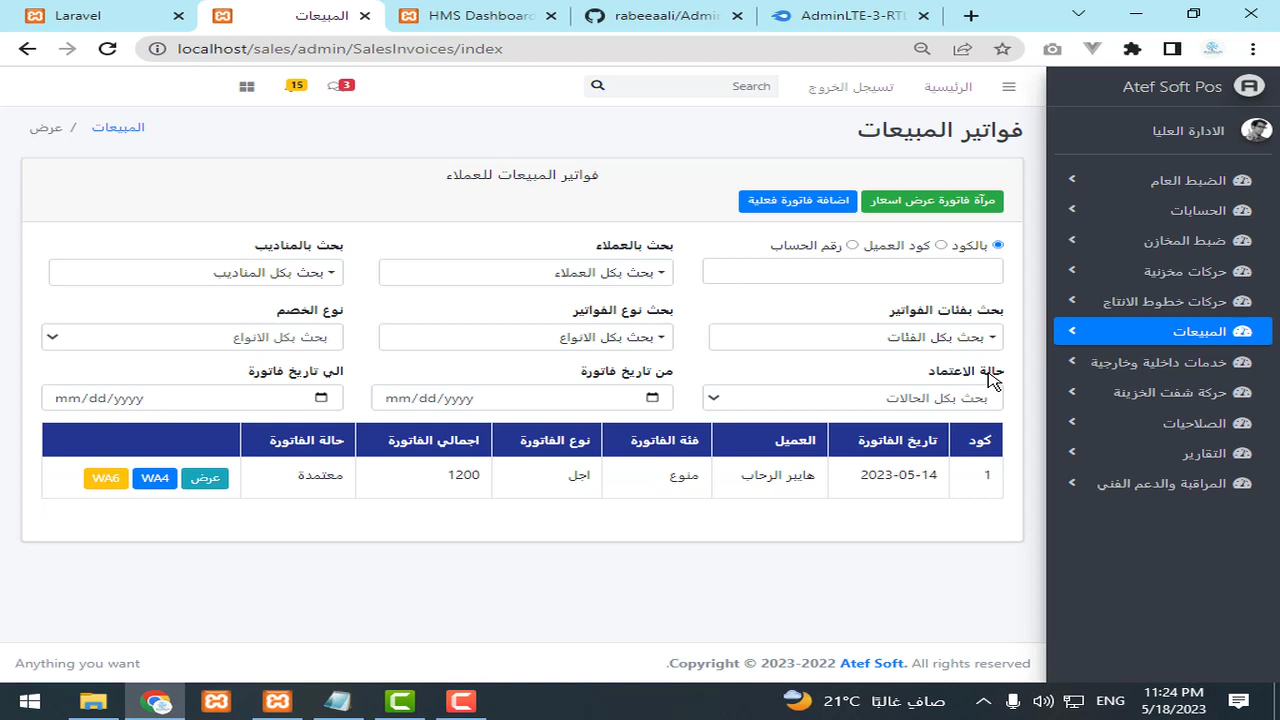 Laravel
المبيعات
HMS Dashboard
rabeeaali/Admin
AdminLTE-3-RTL
localhost/sales/admin/SalesInvoices/index
Atef Soft Pos
الرئيسية
تسيجل الخروج
Search
3
15
الادارة العليا
الضبط العام
الحسابات
ضبط المخازن
حركات مخزنية
حركات خطوط الانتاج
المبيعات
خدمات داخلية وخارجية
حركة شفت الخزينة
الصلاحيات
التقارير
المراقبة والدعم الفني
فواتير المبيعات
المبيعات / عرض
فواتير المبيعات للعملاء
مرآة فاتورة عرض اسعار
اضافة فاتورة فعلية
بالكود
كود العميل
رقم الحساب
بحث بالعملاء
بحث بالمناديب
بحث بكل العملاء
بحث بكل المناديب
بحث بفئات الفواتير
بحث نوع الفواتير
نوع الخصم
بحث بكل الفئات
بحث بكل الانواع
بحث بكل الانواع
حالة الاعتماد
من تاريخ فاتورة
الي تاريخ فاتورة
بحث بكل الحالات
mm/dd/yyyy
mm/dd/yyyy
كود تاريخ الفاتورة العميل فئة الفاتورة نوع الفاتورة اجمالي الفاتورة حالة الفاتورة
1 2023-05-14 هايبر الرحاب منوع اجل 1200 معتمدة عرض WA4 WA6
Copyright © 2023-2022 Atef Soft. All rights reserved.
Anything you want
21°C صافٍ غالبًا
ENG
11:24 PM
5/18/2023